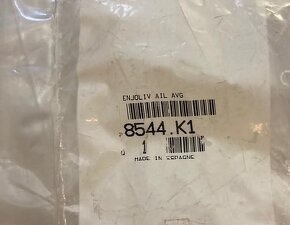 ENJOLIV AIL AVG
8544.K1
1
MADE IN ESPAGNE